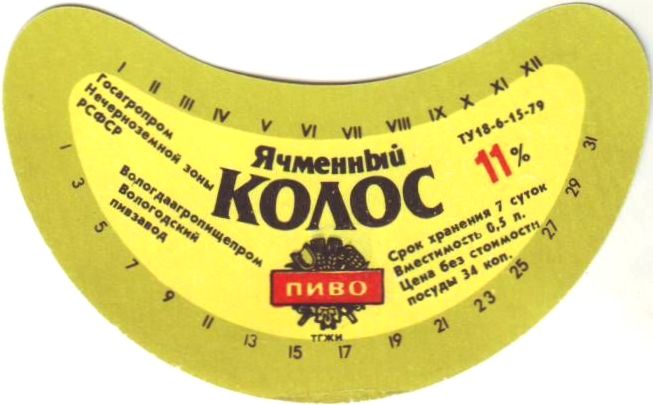 I II III IV V VI VII VIII IX X XI XII
Госагропром
Нечерноземной зоны
РСФСР
Вологдаагропищепром
Вологодский
пивзавод
Ячменный
КОЛОС
ПИВО
ТГЖИ
ТУ18-6-15-79
11%
Срок хранения 7 суток
Вместимость 0,5 л.
Цена без стоимости
посуды 34 коп.
1 3 5 7 9 11 13 15 17 19 21 23 25 27 29 31